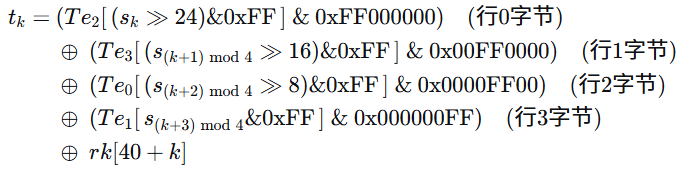 t_k = (Te_2[(s_k ≫ 24)&0xFF] & 0xFF000000) (行0字节)
⊕ (Te_3[(s_{(k+1) mod 4} ≫ 16)&0xFF] & 0x00FF0000) (行1字节)
⊕ (Te_0[(s_{(k+2) mod 4} ≫ 8)&0xFF] & 0x0000FF00) (行2字节)
⊕ (Te_1[s_{(k+3) mod 4}&0xFF] & 0x000000FF) (行3字节)
⊕ rk[40 + k]